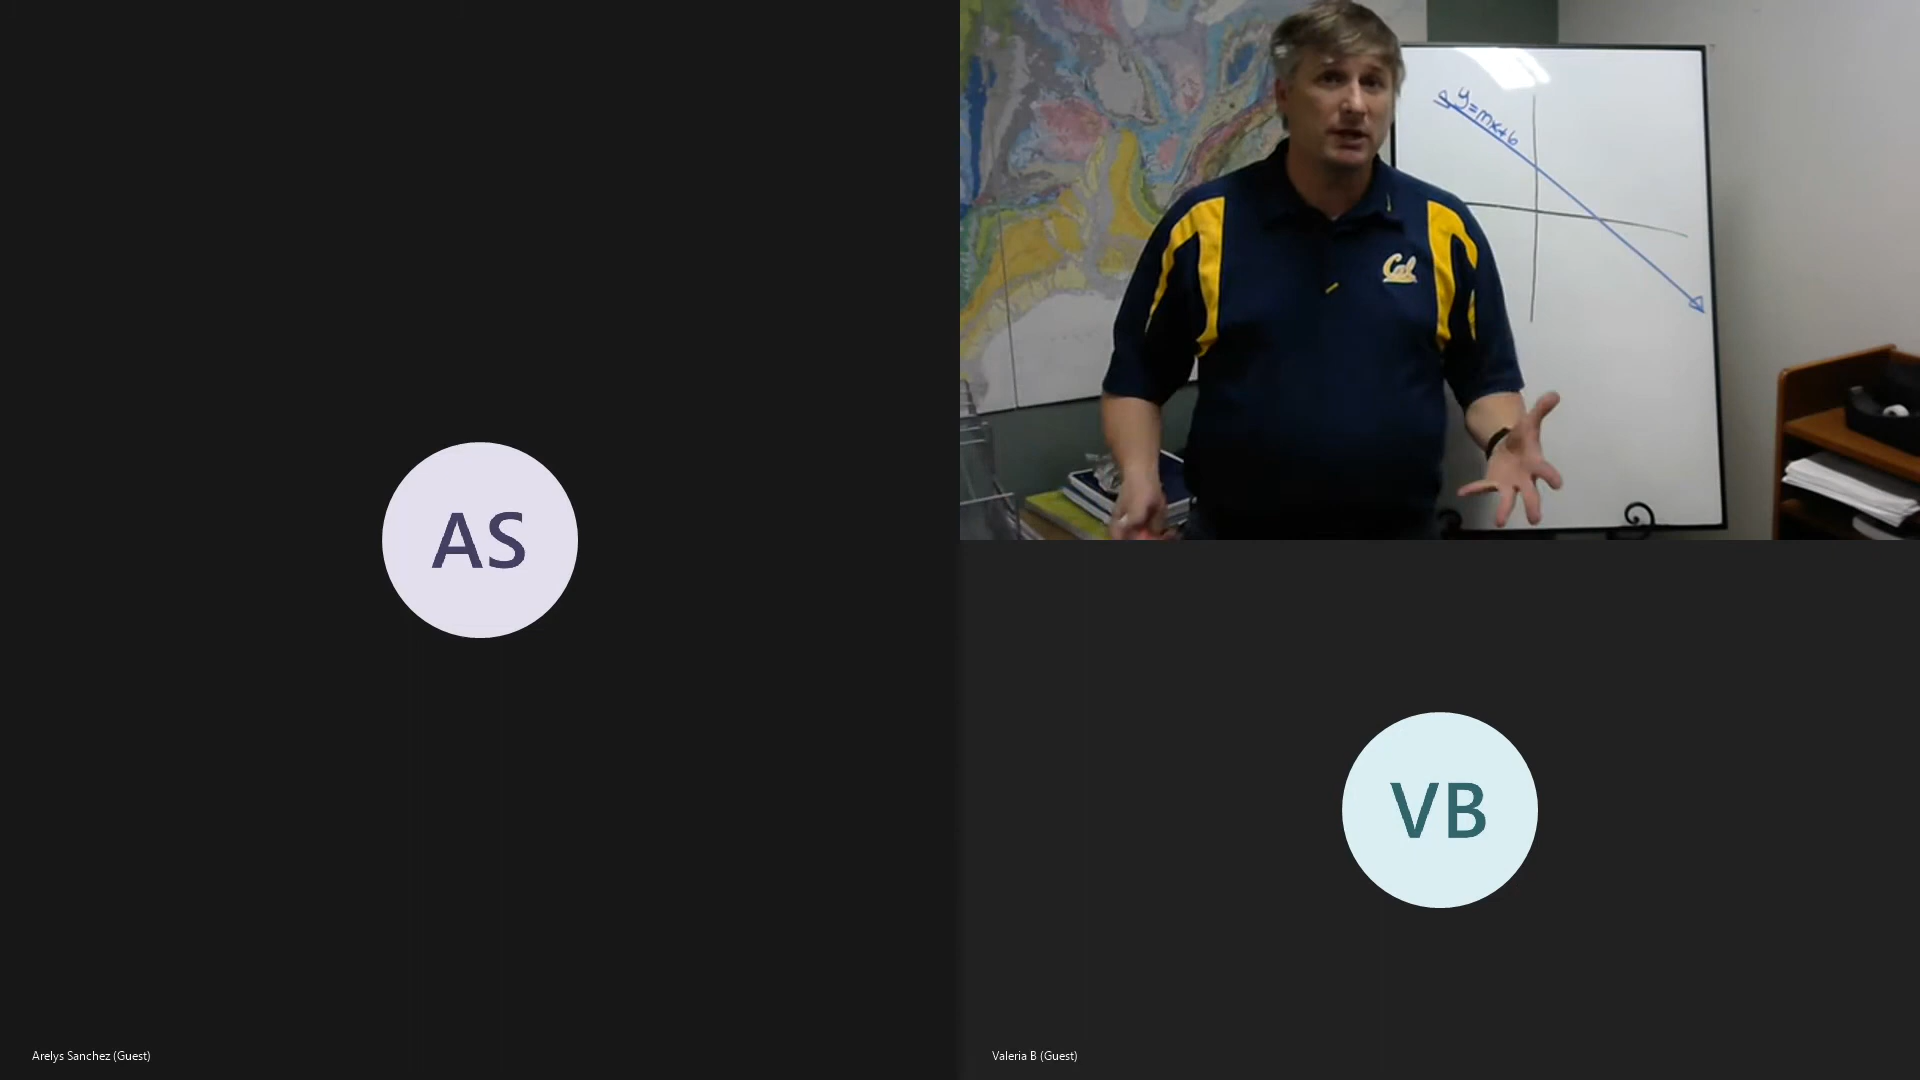 AS
Arelys Sanchez (Guest)
y=mx+b
Cal
VB
Valeria B (Guest)